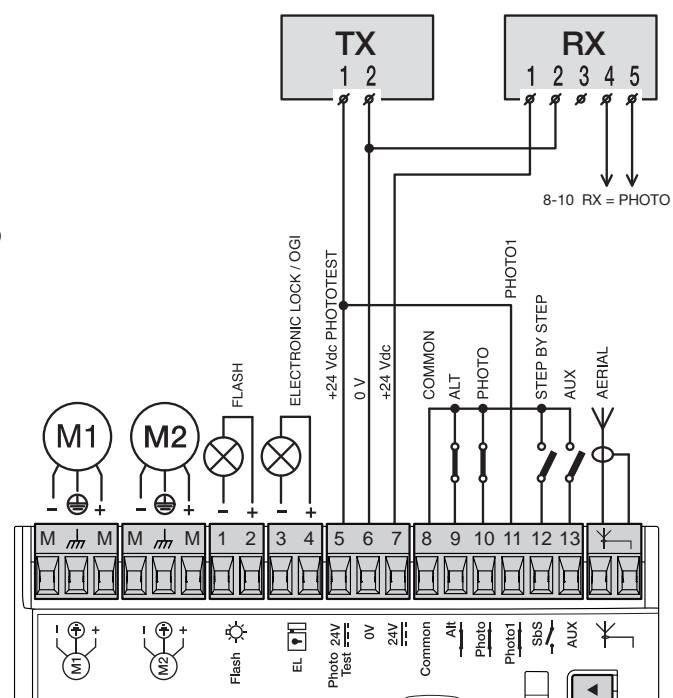 TX
1 2
RX
1 2 3 4 5
8-10 RX = PHOTO
FLASH
ELECTRONIC LOCK / OGI
+24 Vdc PHOTOTEST
0 V
+24 Vdc
COMMON
ALT
PHOTO
PHOTO1
STEP BY STEP
AUX
AERIAL
M1
M2
- +
- +
- +
- +
M M M M 1 2 3 4 5 6 7 8 9 10 11 12 13
- +
M1
- +
M2
Flash
EL
Photo 24V
Test
0V
24V
Common
Alt
Photo
Photo1
SbS
AUX